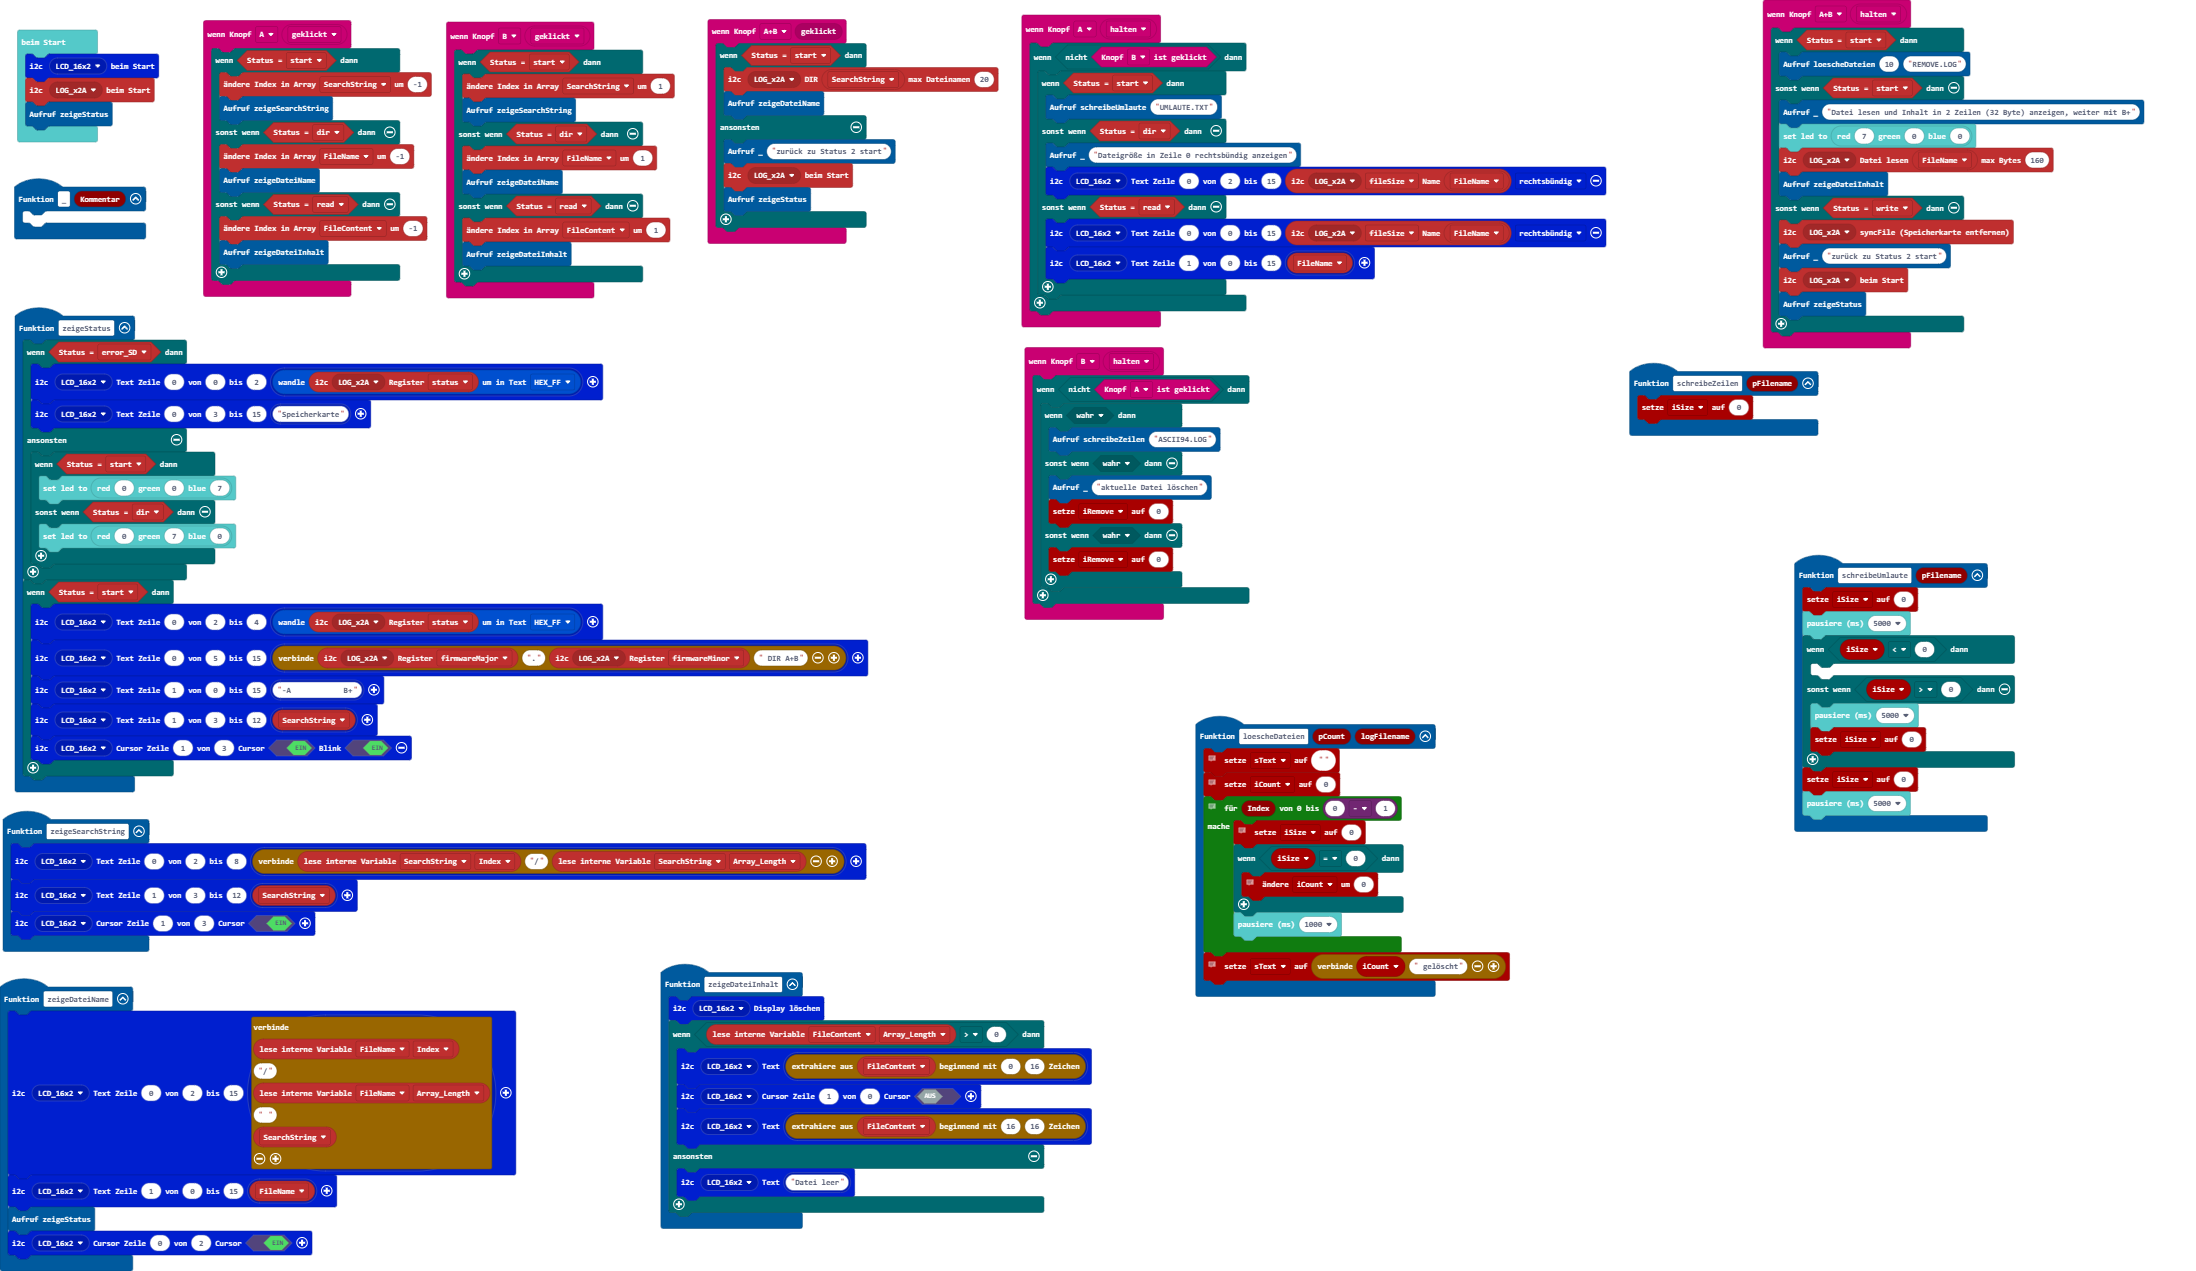 beim Start
i2c LCD_16x2 beim Start
i2c LOG_x2A beim Start
Aufruf zeigeStatus
Funktion _ Kommentar
wenn Knopf A geklickt
wenn Status = start dann
ändere Index in Array SearchString um -1
Aufruf zeigeSearchString
sonst wenn Status = dir dann
ändere Index in Array FileName um -1
Aufruf zeigeDateiName
sonst wenn Status = read dann
ändere Index in Array FileContent um -1
Aufruf zeigeDateiInhalt
wenn Knopf B geklickt
wenn Status = start dann
ändere Index in Array SearchString um 1
Aufruf zeigeSearchString
sonst wenn Status = dir dann
ändere Index in Array FileName um 1
Aufruf zeigeDateiName
sonst wenn Status = read dann
ändere Index in Array FileContent um 1
Aufruf zeigeDateiInhalt
wenn Knopf A+B geklickt
wenn Status = start dann
i2c LOG_x2A DIR SearchString max Dateinamen 20
Aufruf zeigeDateiName
ansonsten
Aufruf _ "zurück zu Status 2 start"
i2c LOG_x2A beim Start
Aufruf zeigeStatus
wenn Knopf A halten
wenn nicht Knopf B ist geklickt dann
wenn Status = start dann
Aufruf schreibeUmlaute "UMLAUTE.TXT"
sonst wenn Status = dir dann
Aufruf _ "Dateigröße in Zeile 0 rechtsbündig anzeigen"
i2c LCD_16x2 Text Zeile 0 von 2 bis 15 i2c LOG_x2A fileSize Name FileName rechtsbündig
sonst wenn Status = read dann
i2c LCD_16x2 Text Zeile 0 von 0 bis 15 i2c LOG_x2A fileSize Name FileName rechtsbündig
i2c LCD_16x2 Text Zeile 1 von 0 bis 15 FileName
wenn Knopf A+B halten
wenn Status = start dann
Aufruf loescheDateien 10 "REMOVE.LOG"
sonst wenn Status = start dann
Aufruf _ "Datei lesen und Inhalt in 2 Zeilen (32 Byte) anzeigen, weiter mit B+"
set led to red 7 green 0 blue 0
i2c LOG_x2A Datei lesen FileName max Bytes 160
Aufruf zeigeDateiInhalt
sonst wenn Status = write dann
i2c LOG_x2A syncFile (Speicherkarte entfernen)
Aufruf _ "zurück zu Status 2 start"
i2c LOG_x2A beim Start
Aufruf zeigeStatus
Funktion zeigeStatus
wenn Status = error_SD dann
i2c LCD_16x2 Text Zeile 0 von 0 bis 2 wandle i2c LOG_x2A Register status um in Text HEX_FF
i2c LCD_16x2 Text Zeile 0 von 3 bis 15 "Speicherkarte"
ansonsten
wenn Status = start dann
set led to red 0 green 0 blue 7
sonst wenn Status = dir dann
set led to red 0 green 7 blue 0
wenn Status = start dann
i2c LCD_16x2 Text Zeile 0 von 2 bis 4 wandle i2c LOG_x2A Register status um in Text HEX_FF
i2c LCD_16x2 Text Zeile 0 von 5 bis 15 verbinde i2c LOG_x2A Register firmwareMajor "." i2c LOG_x2A Register firmwareMinor " DIR A+B"
i2c LCD_16x2 Text Zeile 1 von 0 bis 15 "-A            B+"
i2c LCD_16x2 Text Zeile 1 von 3 bis 12 SearchString
i2c LCD_16x2 Cursor Zeile 1 von 3 Cursor EIN Blink EIN
wenn Knopf B halten
wenn nicht Knopf A ist geklickt dann
wenn wahr dann
Aufruf schreibeZeilen "ASCII94.LOG"
sonst wenn wahr dann
Aufruf _ "aktuelle Datei löschen"
setze iRemove auf 0
sonst wenn wahr dann
setze iRemove auf 0
Funktion schreibeZeilen pFilename
setze iSize auf 0
Funktion schreibeUmlaute pFilename
setze iSize auf 0
pausiere (ms) 5000
wenn iSize < 0 dann
sonst wenn iSize > 0 dann
pausiere (ms) 5000
setze iSize auf 0
setze iSize auf 0
pausiere (ms) 5000
Funktion loescheDateien pCount logFilename
setze sText auf ""
setze iCount auf 0
für Index von 0 bis 0 - 1
mache setze iSize auf 0
wenn iSize = 0 dann
ändere iCount um 0
pausiere (ms) 1000
setze sText auf verbinde iCount " gelöscht"
Funktion zeigeSearchString
i2c LCD_16x2 Text Zeile 0 von 2 bis 8 verbinde lese interne Variable SearchString Index "/" lese interne Variable SearchString Array_Length
i2c LCD_16x2 Text Zeile 1 von 3 bis 12 SearchString
i2c LCD_16x2 Cursor Zeile 1 von 3 Cursor EIN
Funktion zeigeDateiName
verbinde
lese interne Variable FileName Index
"/"
i2c LCD_16x2 Text Zeile 0 von 2 bis 15 lese interne Variable FileName Array_Length
" "
SearchString
i2c LCD_16x2 Text Zeile 1 von 0 bis 15 FileName
Aufruf zeigeStatus
i2c LCD_16x2 Cursor Zeile 0 von 2 Cursor EIN
Funktion zeigeDateiInhalt
i2c LCD_16x2 Display löschen
wenn lese interne Variable FileContent Array_Length > 0 dann
i2c LCD_16x2 Text extrahiere aus FileContent beginnend mit 0 16 Zeichen
i2c LCD_16x2 Cursor Zeile 1 von 0 Cursor AUS
i2c LCD_16x2 Text extrahiere aus FileContent beginnend mit 16 16 Zeichen
ansonsten
i2c LCD_16x2 Text "Datei leer"